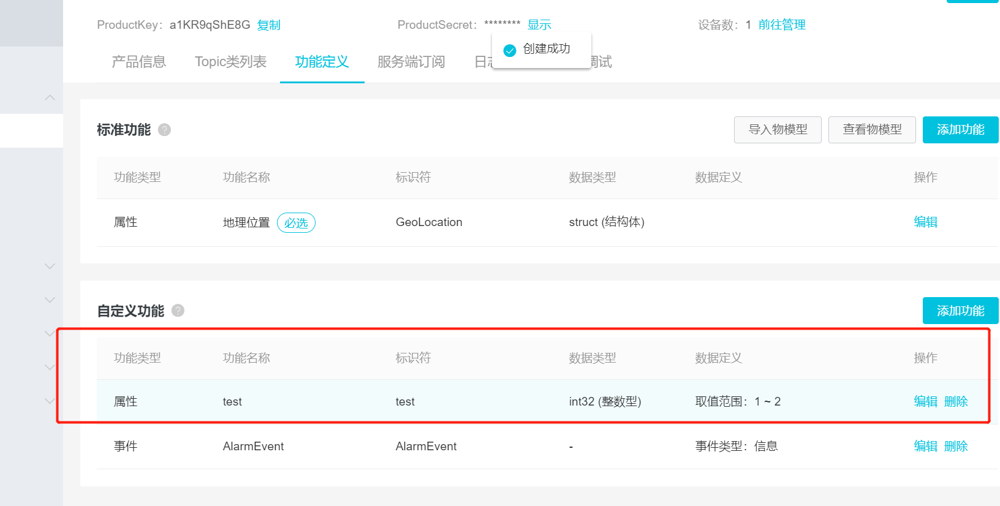 ProductKey： a1KR9qShE8G 复制 ProductSecret： ******** 显示 设备数： 1 前往管理
创建成功
产品信息 Topic类列表 功能定义 服务端订阅 日志 调试
标准功能 ? 导入物模型 查看物模型 添加功能
功能类型 功能名称 标识符 数据类型 数据定义 操作
属性 地理位置 必选 GeoLocation struct (结构体) 编辑
自定义功能 ? 添加功能
功能类型 功能名称 标识符 数据类型 数据定义 操作
属性 test test int32 (整数型) 取值范围：1 ~ 2 编辑 删除
事件 AlarmEvent AlarmEvent - 事件类型：信息 编辑 删除